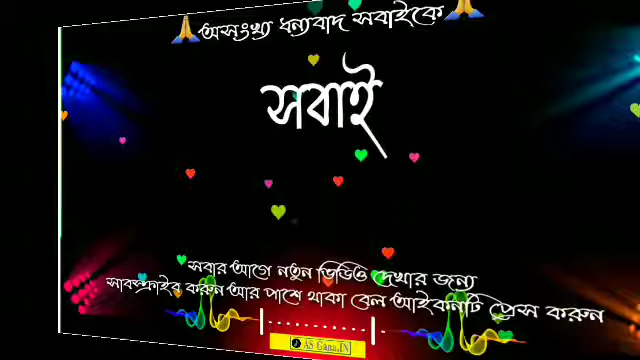 অসংখ্য ধন্যবাদ সবাইকে
সবাই
সবার আগে নতুন ভিডিও দেখার জন্য
সাবস্ক্রাইব করুন আর পাশে থাকা বেল আইকনটি প্রেস করুন
AS Gana.IN